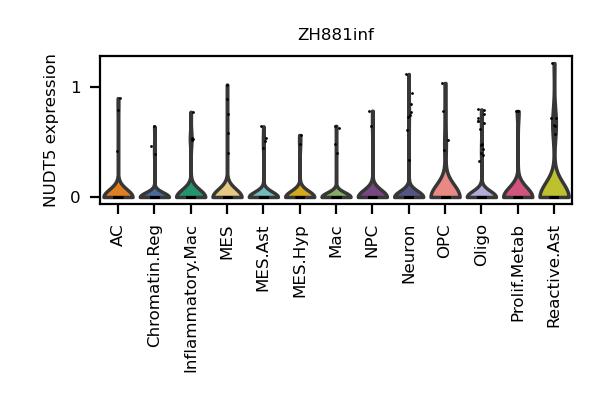 ZH881inf
NUDT5 expression
1
0
AC
Chromatin.Reg
Inflammatory.Mac
MES
MES.Ast
MES.Hyp
Mac
NPC
Neuron
OPC
Oligo
Prolif.Metab
Reactive.Ast